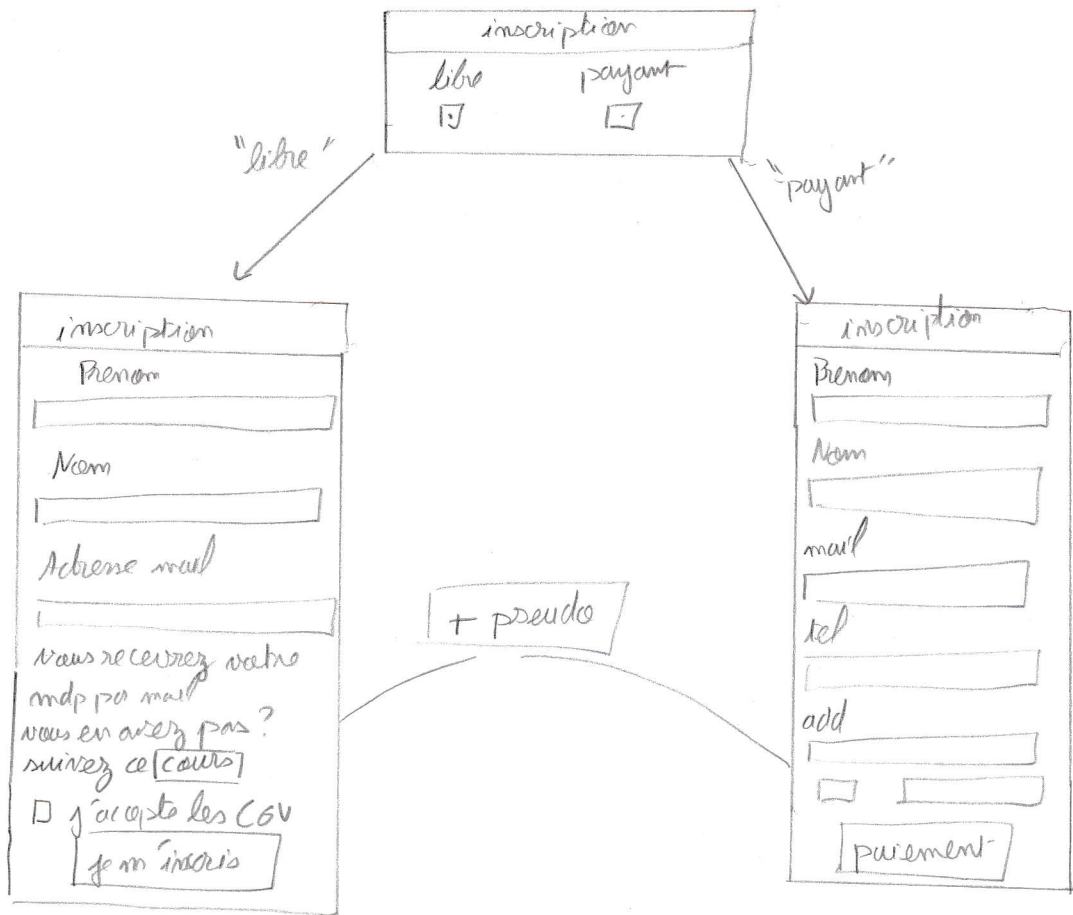 inscription
libre payant
"libre"
"payant"
inscription
Prenom
Nom
Adresse mail
vous recevrez votre
mdp par mail
vous en avez pas?
suivez ce cours
j'accepte les CGV
je m'inscris
+ pseudo
inscription
Prenom
Nom
mail
tel
add
paiement